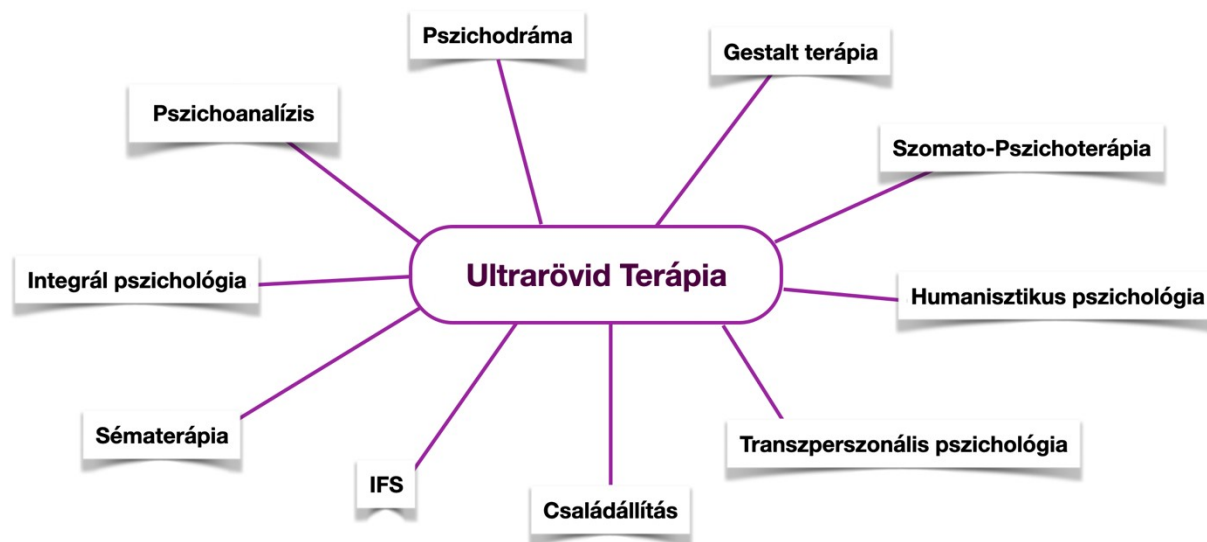 Pszichodráma
Gestalt terápia
Pszichoanalízis
Szomato-Pszichoterápia
Ultrarövid Terápia
Integrál pszichológia
Humanisztikus pszichológia
Sématerápia
Transzperszonális pszichológia
IFS
Családállítás